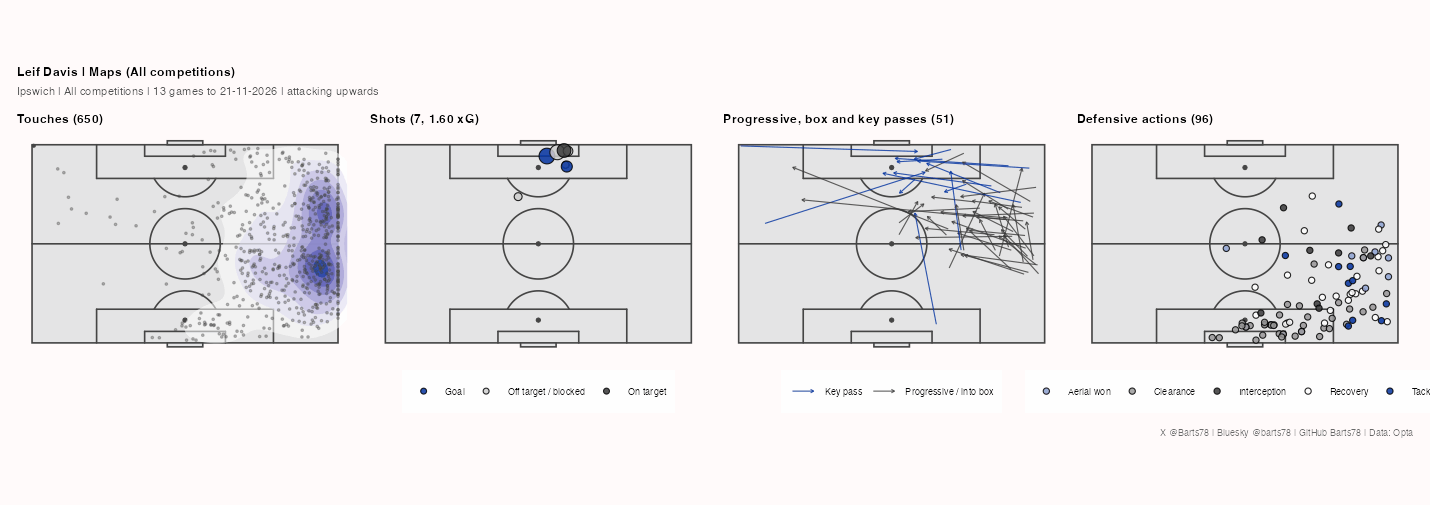 Leif Davis | Maps (All competitions)
Ipswich | All competitions | 13 games to 21-11-2026 | attacking upwards
Touches (650)
Shots (7, 1.60 xG)
Progressive, box and key passes (51)
Defensive actions (96)
Goal
Off target / blocked
On target
Key pass
Progressive / into box
Aerial won
Clearance
Interception
Recovery
Tack
X @Barts78 | Bluesky @barts78 | GitHub Barts78 | Data: Opta